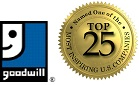 goodwill
Named One of the
TOP
25
MOST INSPIRING U.S. COMPANIES